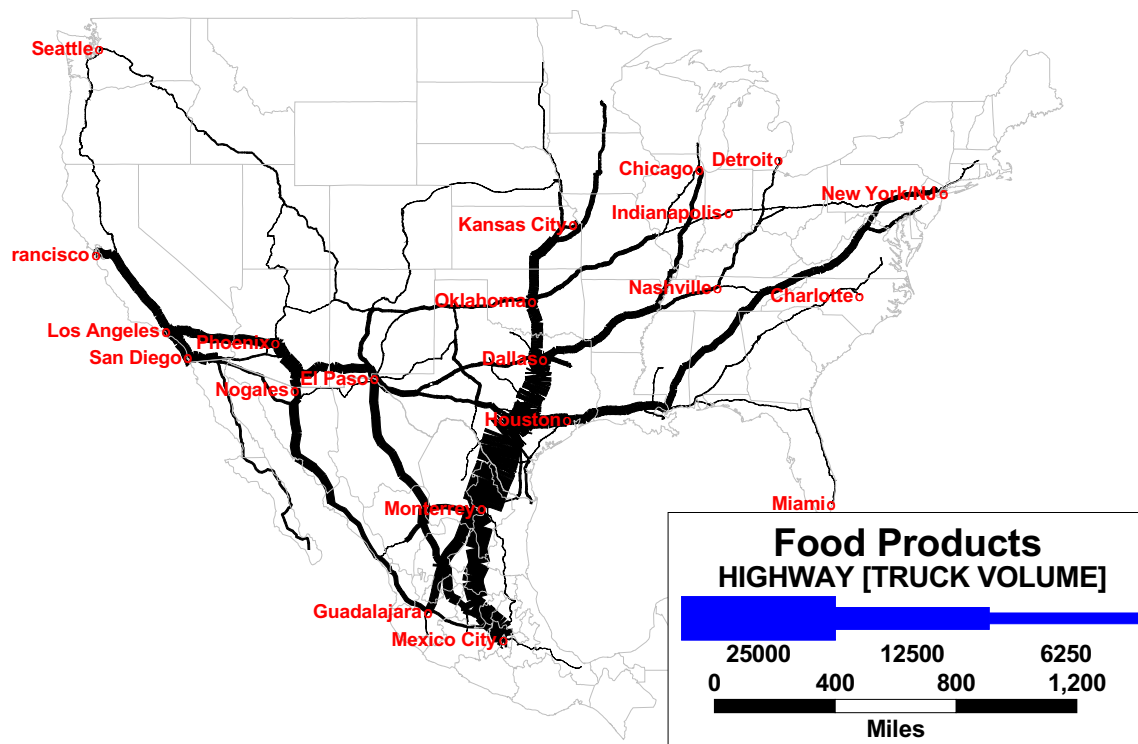 Seattle
Chicago
Detroit
New York/NJ
Indianapolis
Kansas City
rancisco
Nashville
Charlotte
Oklahoma
Los Angeles
Phoenix
San Diego
Dallas
El Paso
Nogales
Houston
Miami
Monterrey
Guadalajara
Mexico City
Food Products
HIGHWAY [TRUCK VOLUME]
25000 12500 6250
0 400 800 1,200
Miles